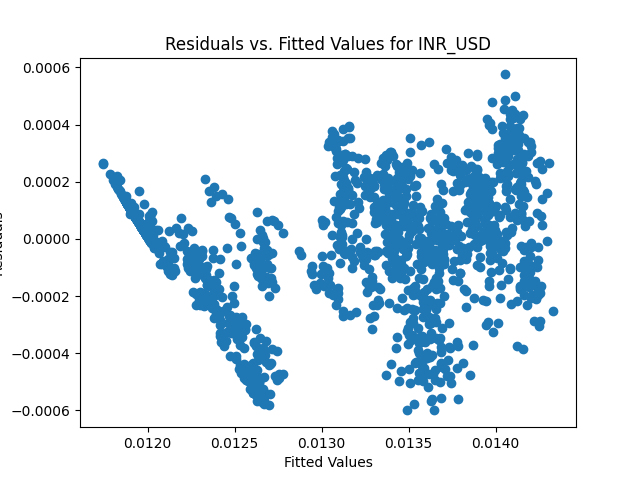 Residuals vs. Fitted Values for INR_USD
0.0006
0.0004
0.0002
0.0000
−0.0002
−0.0004
−0.0006
Residuals
0.0120 0.0125 0.0130 0.0135 0.0140
Fitted Values